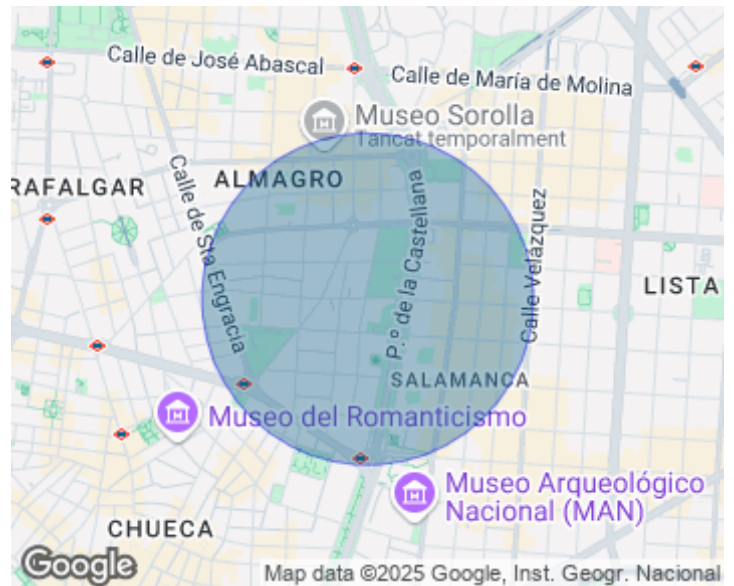 Calle de José Abascal
Calle de María de Molina
Museo Sorolla
Tancat temporalment
RAFALGAR
ALMAGRO
Calle de Sta Engracia
P.º de la Castellana
Calle Velázquez
LISTA
SALAMANCA
Museo del Romanticismo
Museo Arqueológico
Nacional (MAN)
CHUECA
Google
Map data ©2025 Google, Inst. Geogr. Nacional